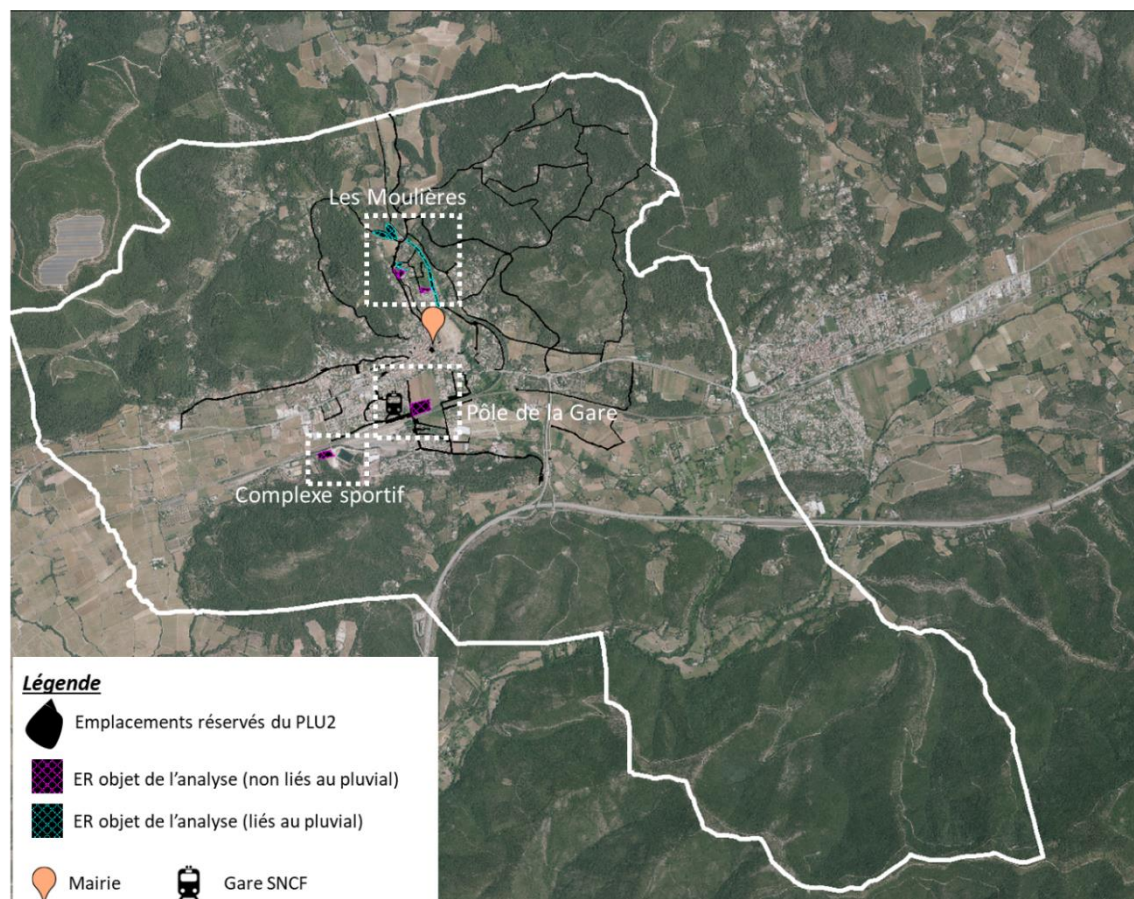 Les Moulières
Pôle de la Gare
Complexe sportif
Légende
Emplacements réservés du PLU2
ER objet de l’analyse (non liés au pluvial)
ER objet de l’analyse (liés au pluvial)
Mairie
Gare SNCF